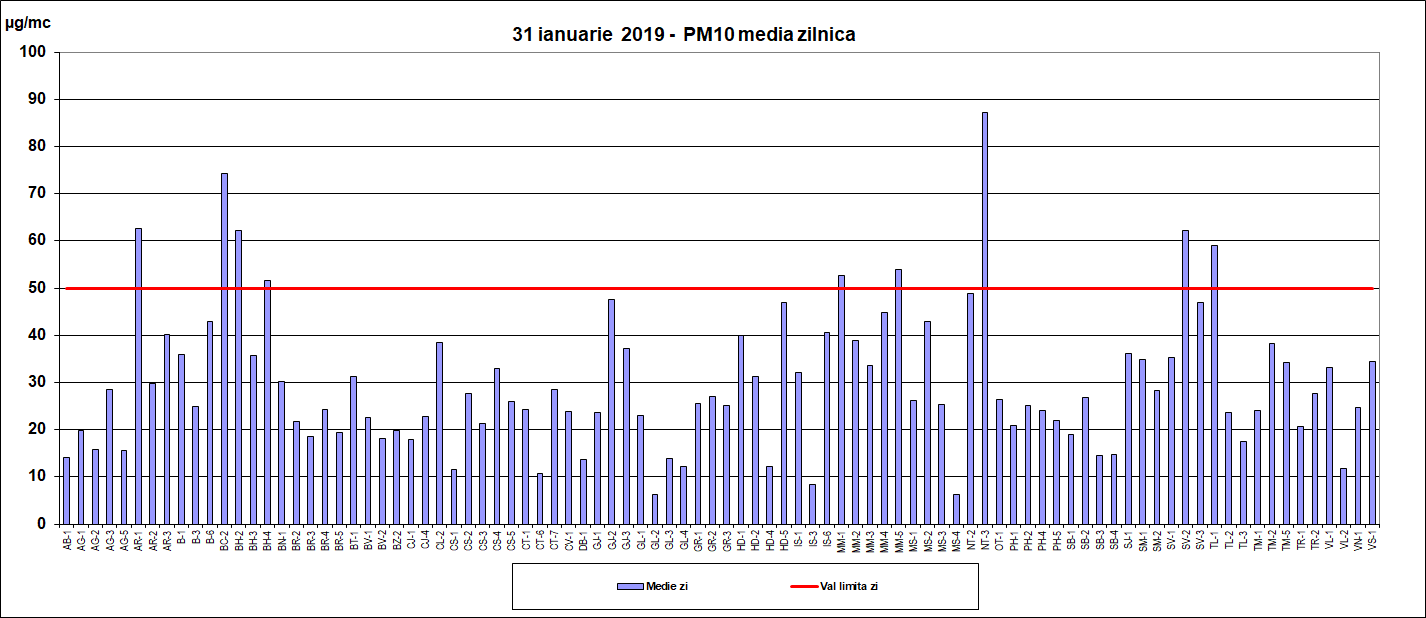 µg/mc
31 ianuarie 2019 - PM10 media zilnica
100
90
80
70
60
50
40
30
20
10
0
AB-1 AG-1 AG-2 AG-3 AG-5 AR-1 AR-2 AR-3 B-1 B-3 B-6 BC-2 BH-2 BH-3 BH-4 BN-1 BR-2 BR-3 BR-4 BR-5 BT-1 BV-1 BV-2 BZ-2 CJ-1 CJ-4 CL-2 CS-1 CS-2 CS-3 CS-4 CS-5 CT-1 CT-6 CT-7 CV-1 DB-1 GJ-1 GJ-2 GJ-3 GL-1 GL-2 GL-3 GL-4 GR-1 GR-2 GR-3 HD-1 HD-2 HD-4 HD-5 IS-1 IS-3 IS-6 MM-1 MM-2 MM-3 MM-4 MM-5 MS-1 MS-2 MS-3 MS-4 NT-2 NT-3 OT-1 PH-1 PH-2 PH-4 PH-5 SB-1 SB-2 SB-3 SB-4 SJ-1 SM-1 SM-2 SV-1 SV-2 SV-3 TL-1 TL-2 TL-3 TM-1 TM-2 TM-5 TR-1 TR-2 VL-1 VL-2 VN-1 VS-1
Medie zi Val limita zi